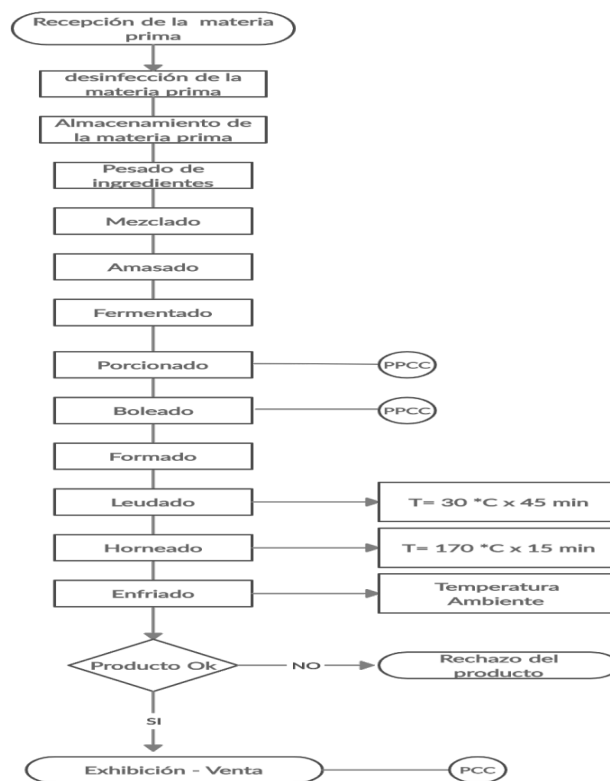 Recepción de la materia
prima
desinfección de la
materia prima
Almacenamiento de
la materia prima
Pesado de
ingredientes
Mezclado
Amasado
Fermentado
Porcionado
PPCC
Boleado
PPCC
Formado
Leudado
T= 30 *C x 45 min
Horneado
T= 170 *C x 15 min
Enfriado
Temperatura
Ambiente
Producto Ok
NO
Rechazo del
producto
SI
Exhibición - Venta
PCC